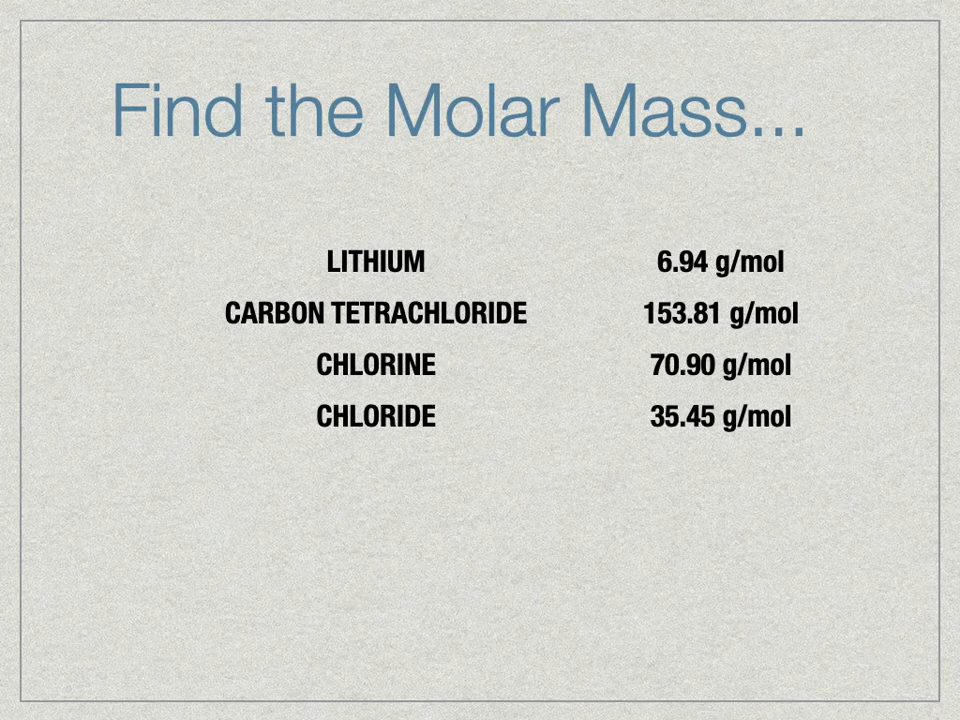 Find the Molar Mass...
LITHIUM 6.94 g/mol
CARBON TETRACHLORIDE 153.81 g/mol
CHLORINE 70.90 g/mol
CHLORIDE 35.45 g/mol